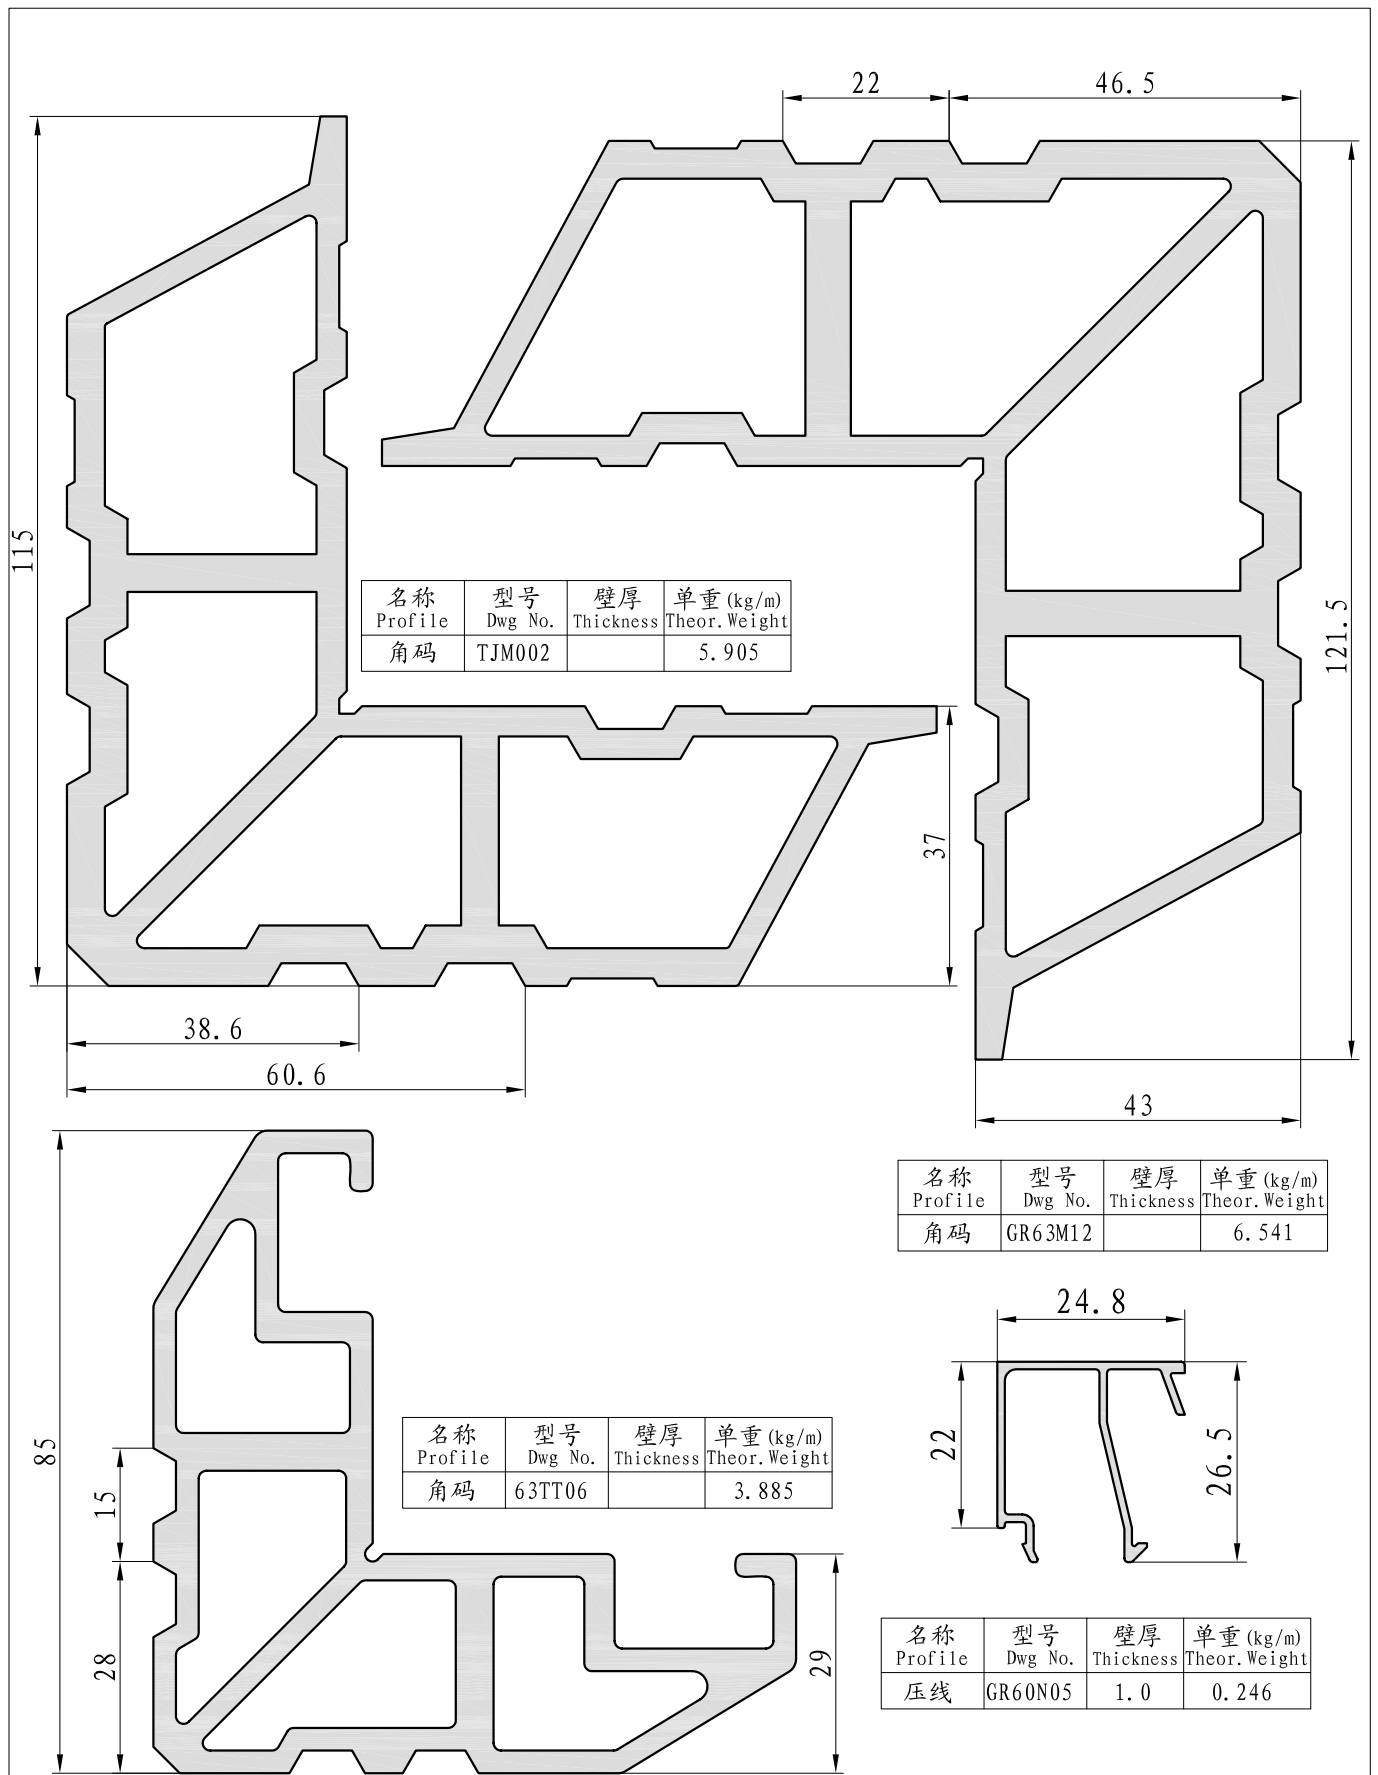 22
46.5
115
121.5
名称 型号 壁厚 单重(kg/m)
Profile Dwg No. Thickness Theor.Weight
角码 TJM002 5.905
37
38.6
60.6
43
名称 型号 壁厚 单重(kg/m)
Profile Dwg No. Thickness Theor.Weight
角码 GR63M12 6.541
85
15
28
29
名称 型号 壁厚 单重(kg/m)
Profile Dwg No. Thickness Theor.Weight
角码 63TT06 3.885
24.8
22
26.5
名称 型号 壁厚 单重(kg/m)
Profile Dwg No. Thickness Theor.Weight
压线 GR60N05 1.0 0.246